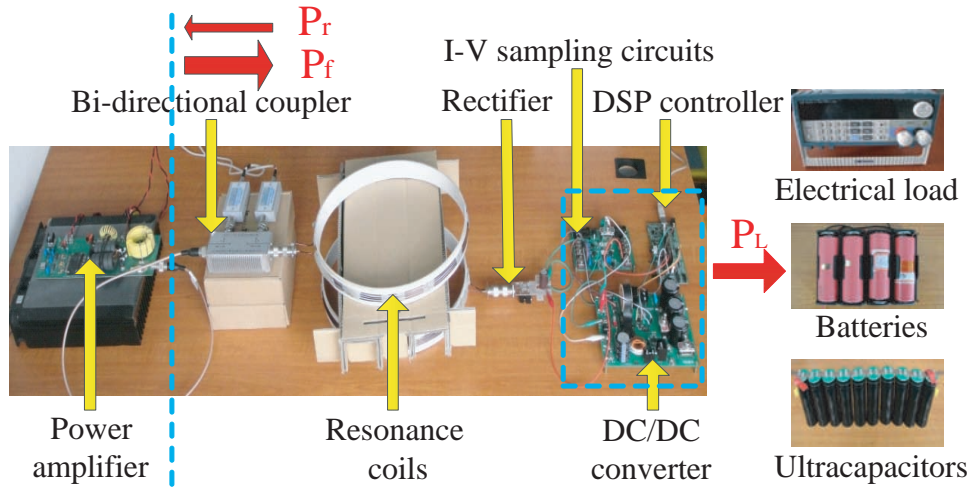 Pr
Pf
I-V sampling circuits
Bi-directional coupler
Rectifier
DSP controller
Electrical load
PL
Batteries
Power
amplifier
Resonance
coils
DC/DC
converter
Ultracapacitors